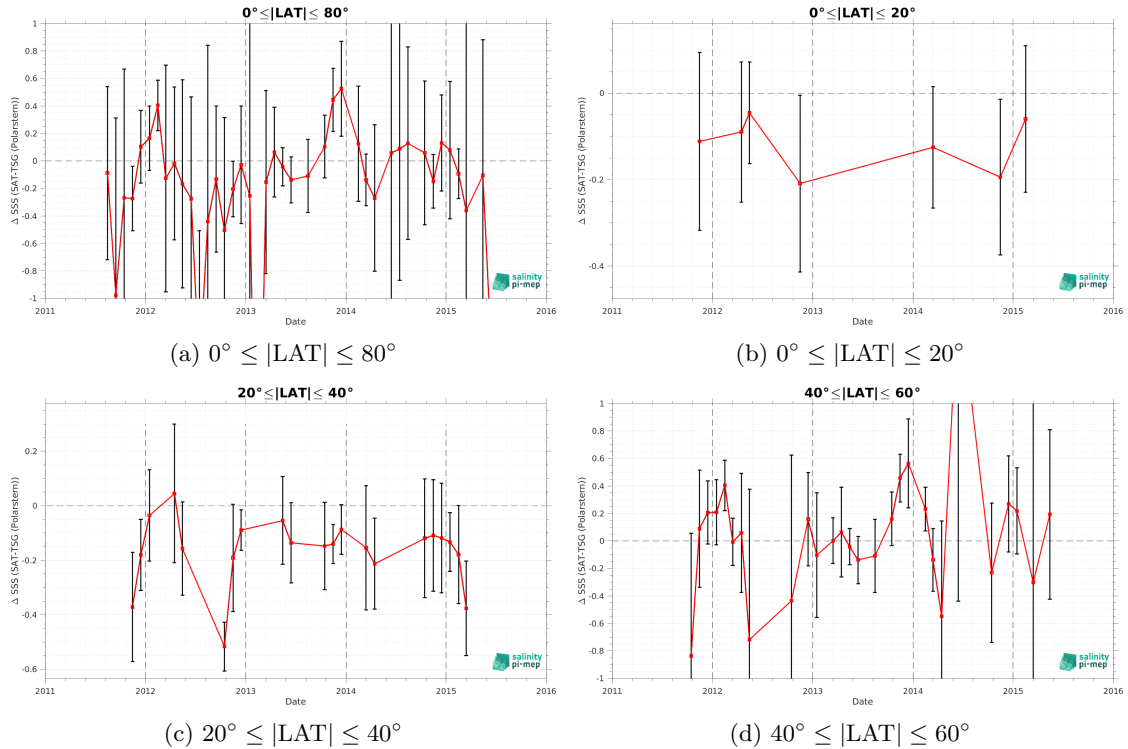 0°≤|LAT|≤ 80°
Δ SSS (SAT-TSG (Polarstern))
1
0.8
0.6
0.4
0.2
0
-0.2
-0.4
-0.6
-0.8
-1
2011 2012 2013 2014 2015 2016
Date
salinity
pi-mep
(a) 0° ≤ |LAT| ≤ 80°
0°≤|LAT|≤ 20°
Δ SSS (SAT-TSG (Polarstern))
0
-0.2
-0.4
2011 2012 2013 2014 2015 2016
Date
salinity
pi-mep
(b) 0° ≤ |LAT| ≤ 20°
20°≤|LAT|≤ 40°
Δ SSS (SAT-TSG (Polarstern))
0.2
0
-0.2
-0.4
-0.6
2011 2012 2013 2014 2015 2016
Date
salinity
pi-mep
(c) 20° ≤ |LAT| ≤ 40°
40°≤|LAT|≤ 60°
Δ SSS (SAT-TSG (Polarstern))
1
0.8
0.6
0.4
0.2
0
-0.2
-0.4
-0.6
-0.8
-1
2011 2012 2013 2014 2015 2016
Date
salinity
pi-mep
(d) 40° ≤ |LAT| ≤ 60°